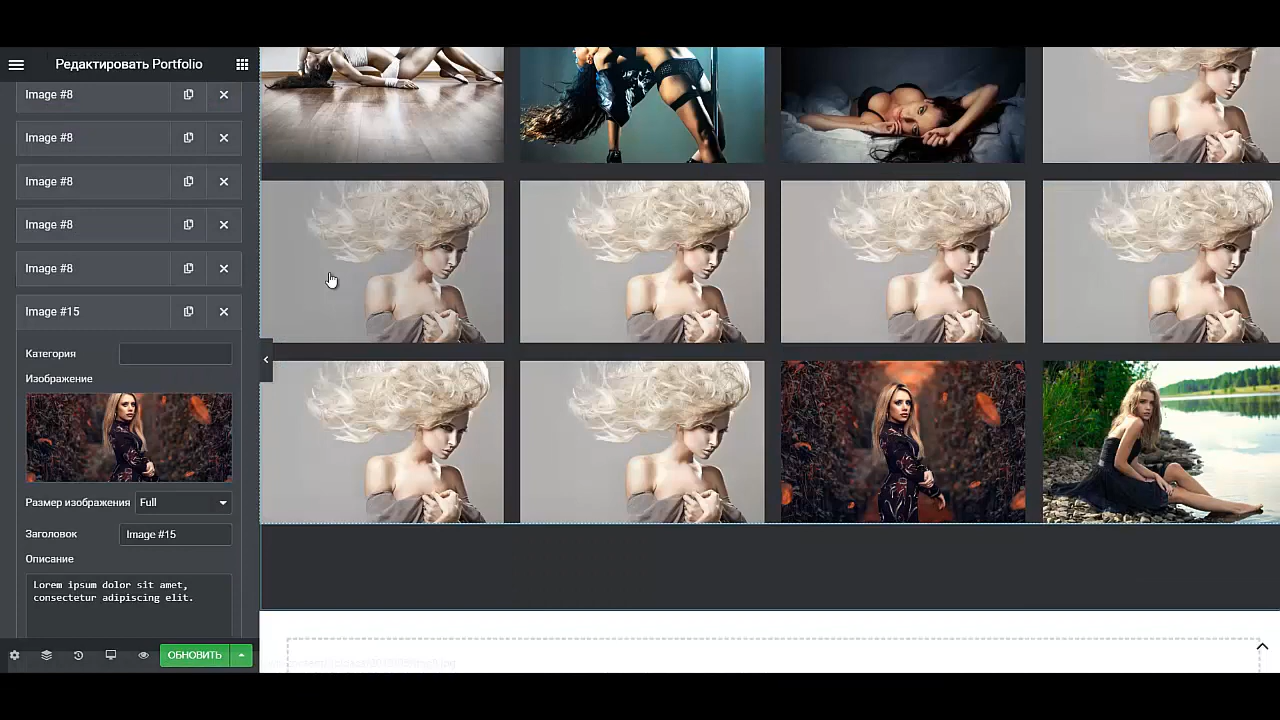 Редактировать Portfolio
Image #8
Image #8
Image #8
Image #8
Image #8
Image #15
Категория
Изображение
Размер изображения Full
Заголовок Image #15
Описание
Lorem ipsum dolor sit amet,
consectetur adipiscing elit.
ОБНОВИТЬ